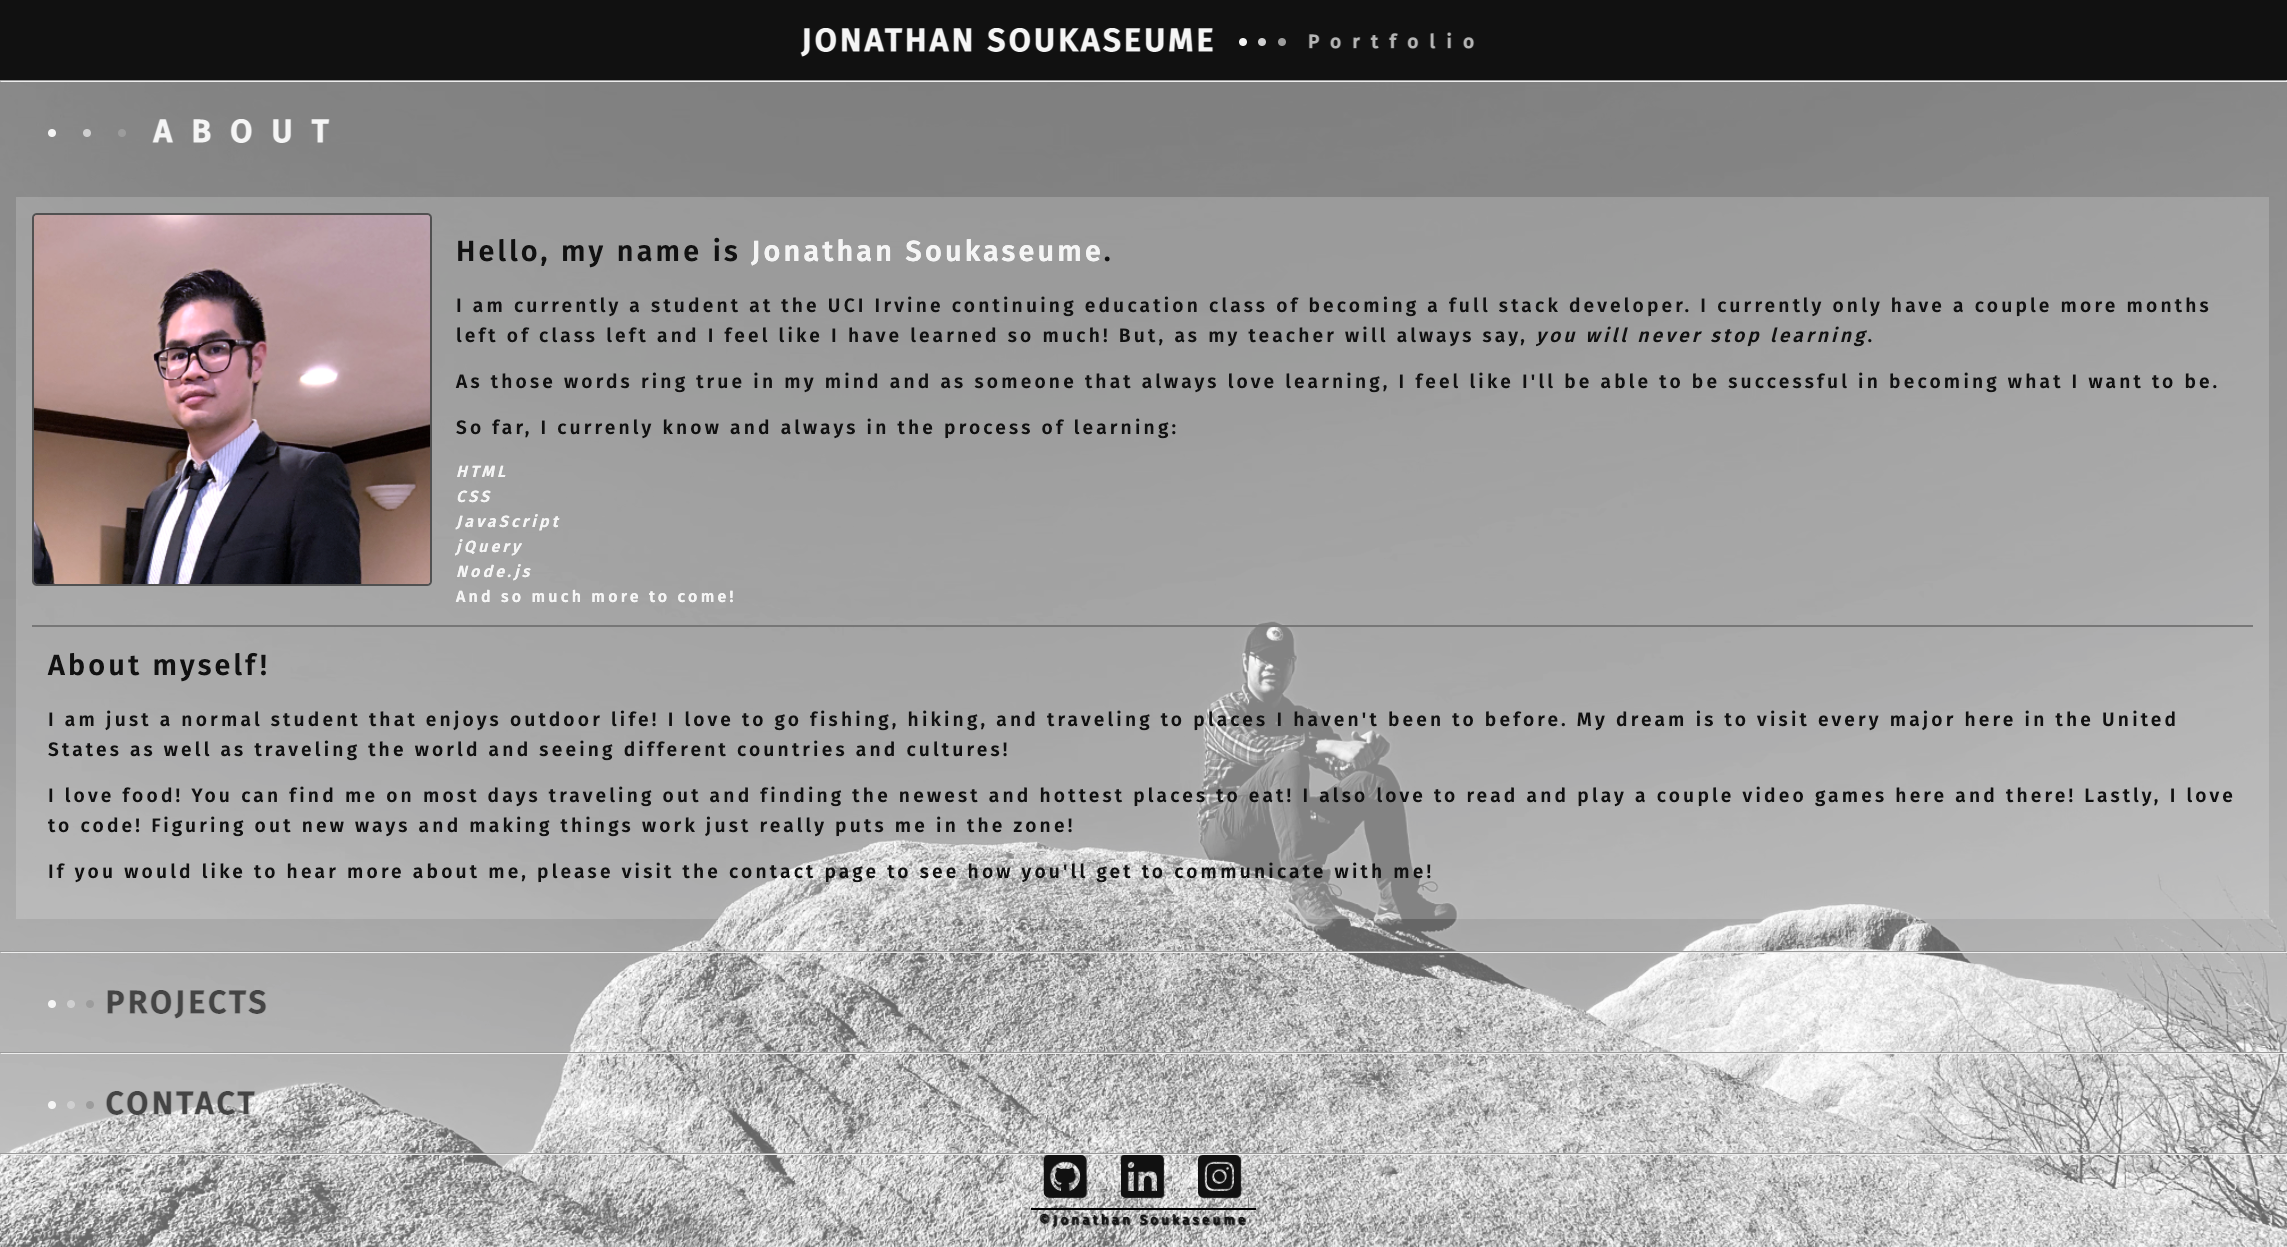 JONATHAN SOUKASEUME Portfolio
ABOUT
Hello, my name is Jonathan Soukaseume.
I am currently a student at the UCI Irvine continuing education class of becoming a full stack developer. I currently only have a couple more months
left of class left and I feel like I have learned so much! But, as my teacher will always say, you will never stop learning.
As those words ring true in my mind and as someone that always love learning, I feel like I'll be able to be successful in becoming what I want to be.
So far, I currenly know and always in the process of learning:
HTML
CSS
JavaScript
jQuery
Node.js
And so much more to come!
About myself!
I am just a normal student that enjoys outdoor life! I love to go fishing, hiking, and traveling to places I haven't been to before. My dream is to visit every major here in the United
States as well as traveling the world and seeing different countries and cultures!
I love food! You can find me on most days traveling out and finding the newest and hottest places to eat! I also love to read and play a couple video games here and there! Lastly, I love
to code! Figuring out new ways and making things work just really puts me in the zone!
If you would like to hear more about me, please visit the contact page to see how you'll get to communicate with me!
PROJECTS
CONTACT
in
©Jonathan Soukaseume